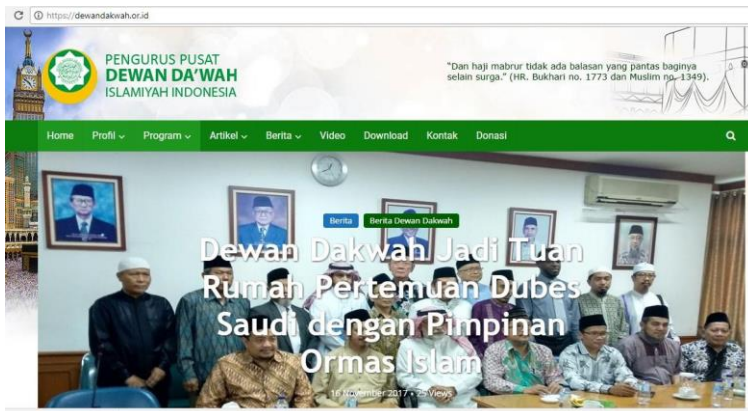 https://dewandakwah.or.id
PENGURUS PUSAT
DEWAN DA'WAH
ISLAMIYAH INDONESIA
"Dan haji mabrur tidak ada balasan yang pantas baginya
selain surga." (HR. Bukhari no. 1773 dan Muslim no. 1349).
Home Profil Program Artikel Berita Video Download Kontak Donasi
Berita Berita Dewan Dakwah
Dewan Dakwah Jadi Tuan
Rumah Pertemuan Dubes
Saudi dengan Pimpinan
Ormas Islam
16 November 2017 • 25 Views